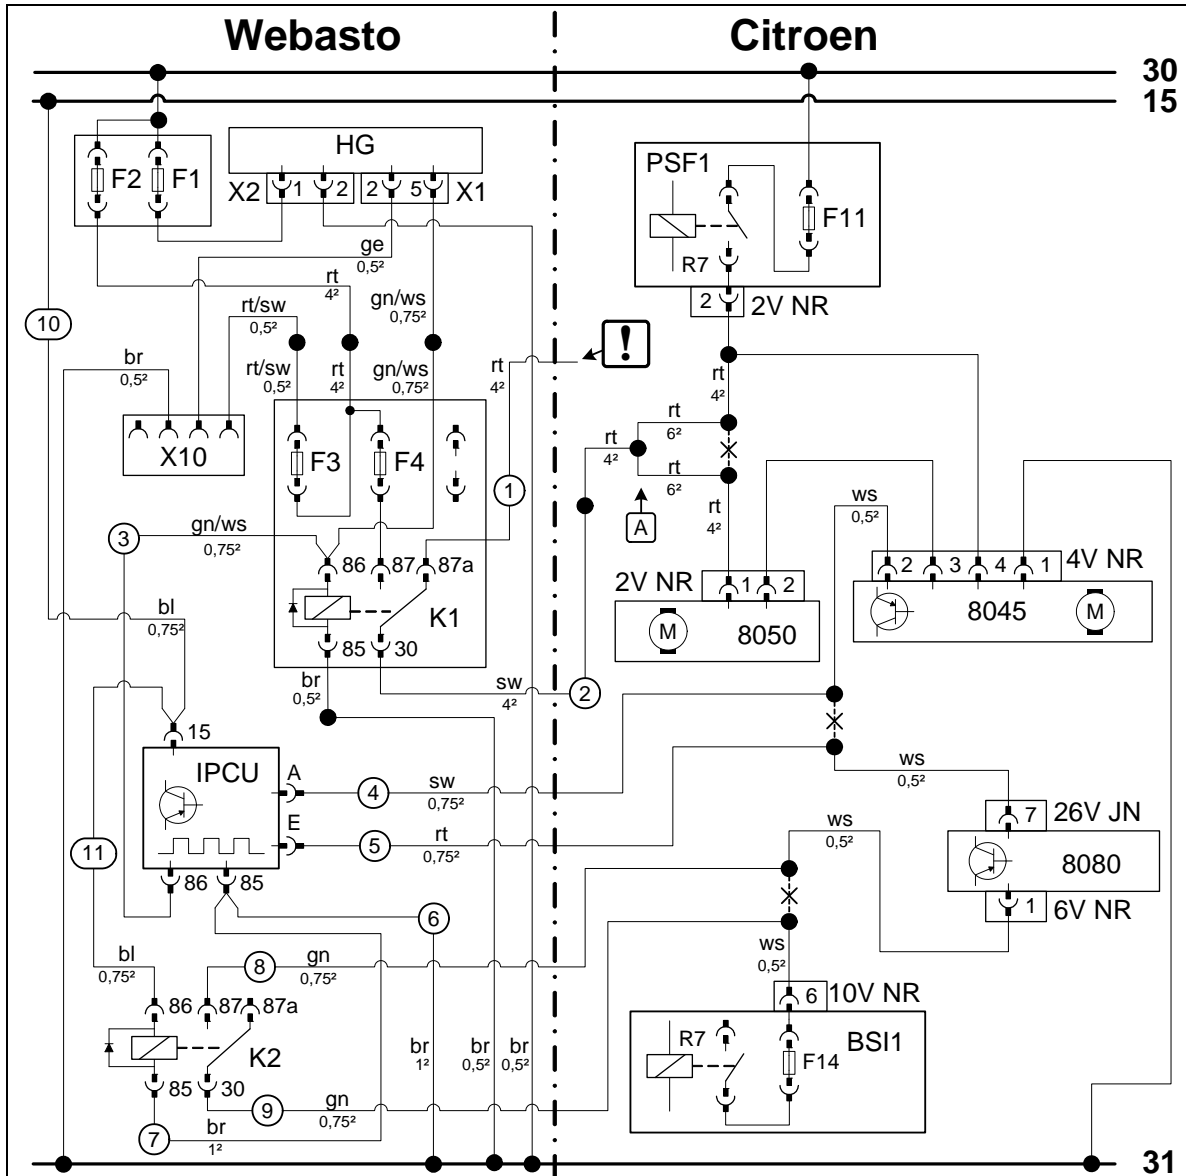 Webasto
Citroen
30
15
HG
F2
F1
X2
1
2
2
5
X1
PSF1
F11
R7
2
2V NR
ge
0,5²
rt
4²
gn/ws
0,75²
rt/sw
0,5²
10
!
br
0,5²
rt/sw
0,5²
rt
4²
gn/ws
0,75²
rt
4²
rt
4²
rt
6²
rt
4²
rt
6²
A
X10
F3
F4
1
rt
4²
ws
0,5²
3
gn/ws
0,75²
86
87
87a
K1
85
30
2V NR
1
2
M
8050
2
3
4
1
4V NR
8045
M
bl
0,75²
br
0,5²
sw
4²
2
15
IPCU
A
E
4
sw
0,75²
5
rt
0,75²
ws
0,5²
7
26V JN
8080
1
6V NR
11
86
85
6
ws
0,5²
bl
0,75²
8
gn
0,75²
ws
0,5²
6
10V NR
86
87
87a
K2
85
30
R7
F14
BSI1
br
1²
br
0,5²
br
0,5²
9
gn
0,75²
7
br
1²
31